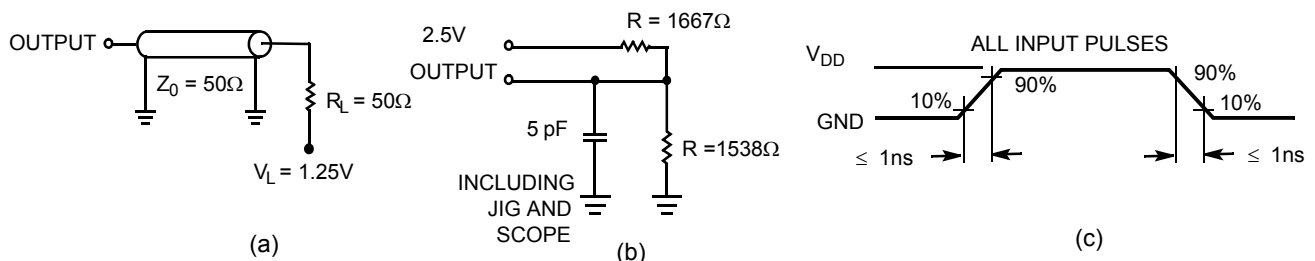 OUTPUT
Z0 = 50Ω
RL = 50Ω
VL = 1.25V
(a)
2.5V
R = 1667Ω
OUTPUT
5 pF
R =1538Ω
INCLUDING
JIG AND
SCOPE
(b)
ALL INPUT PULSES
VDD
90%
90%
10%
10%
GND
≤ 1ns
≤ 1ns
(c)